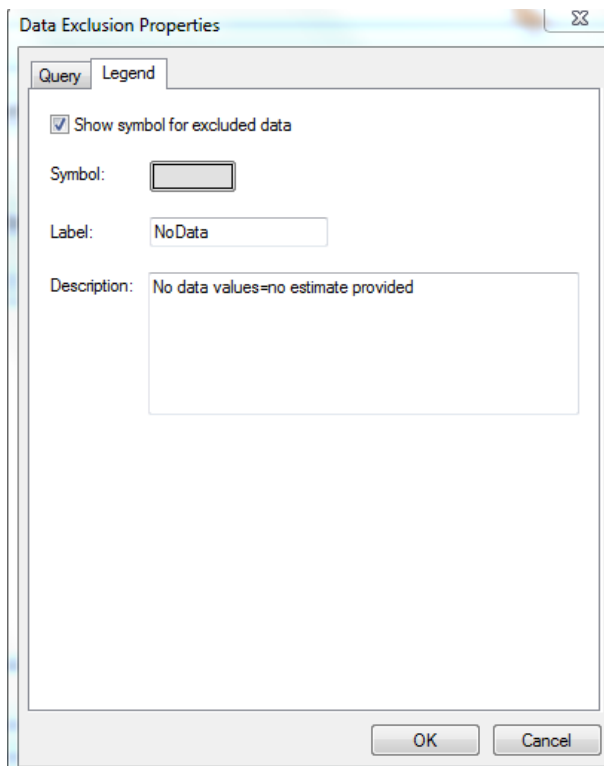 Data Exclusion Properties
Query Legend
Show symbol for excluded data
Symbol:
Label: NoData
Description: No data values=no estimate provided
OK Cancel